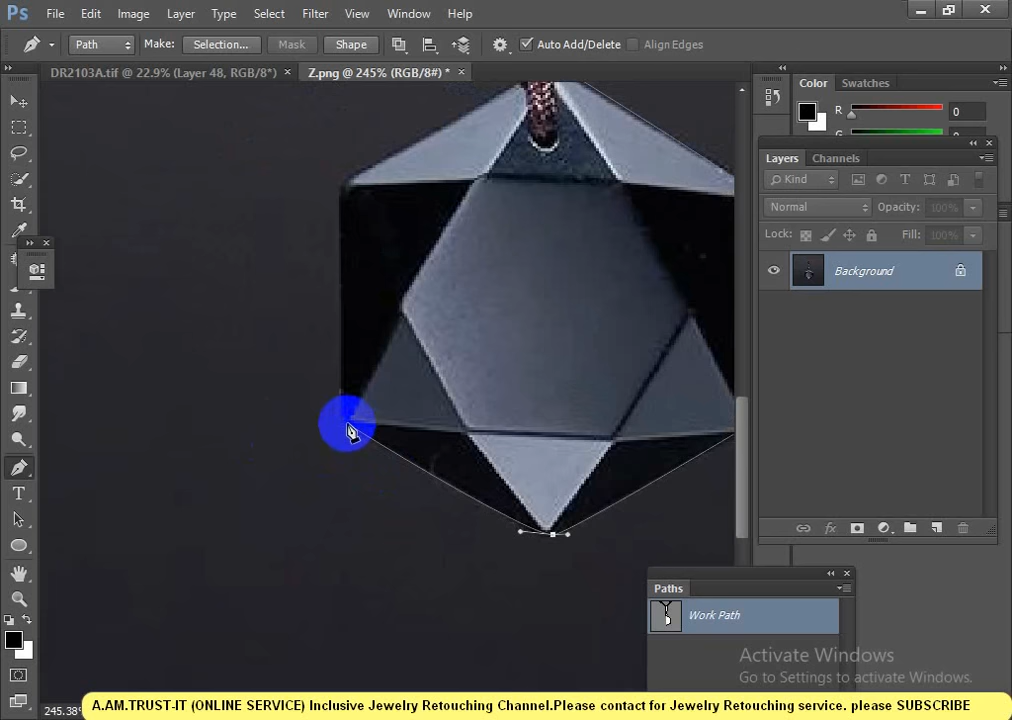 Ps File Edit Image Layer Type Select Filter View Window Help
Path Make: Selection... Mask Shape Auto Add/Delete Align Edges
DR2103A.tif @ 22.9% (Layer 48, RGB/8*) × Z.png @ 245% (RGB/8#) * ×
Color Swatches
R 0
Layers Channels
Kind
Normal Opacity: 100%
Lock: Fill: 100%
Background
fx
T
Paths
Work Path
Activate Windows
Go to Settings to activate Windows.
245.38%
A.AM.TRUST-IT (ONLINE SERVICE) Inclusive Jewelry Retouching Channel.Please contact for Jewelry Retouching service. please SUBSCRIBE